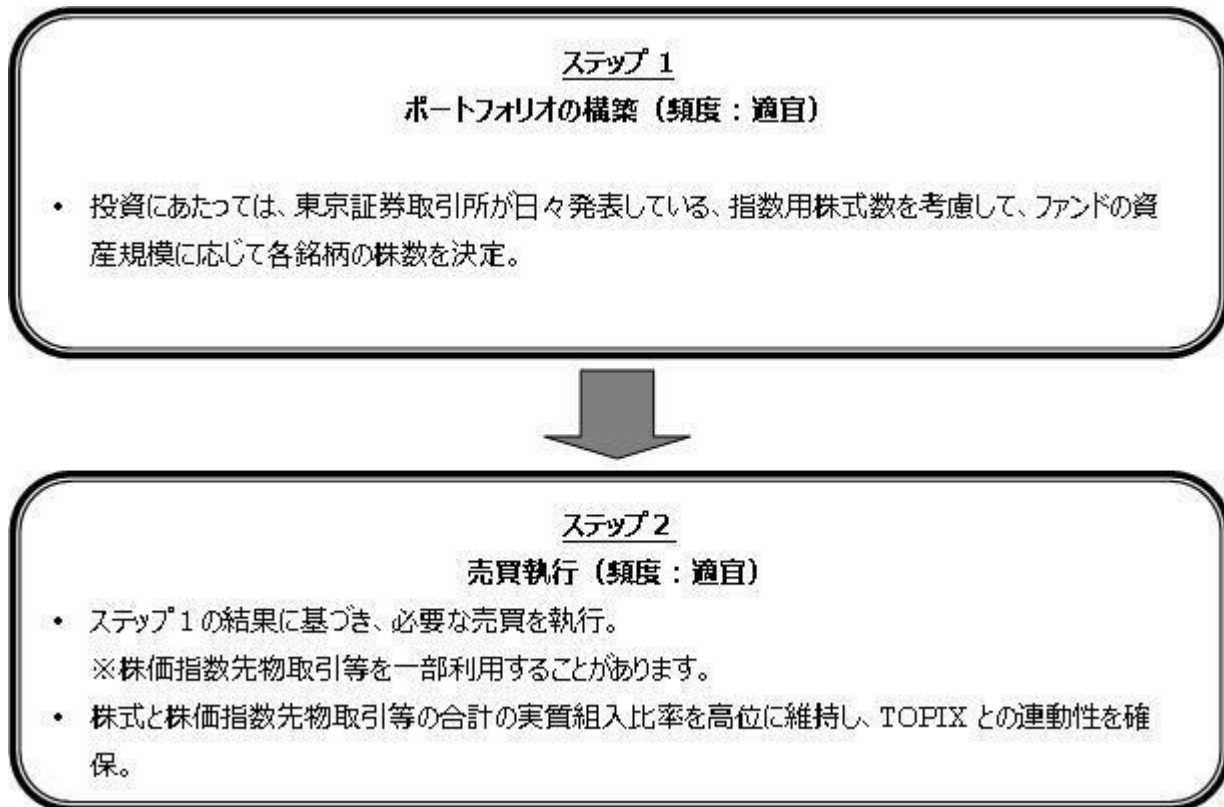 ステップ 1
ポートフォリオの構築（頻度：適宜）
• 投資にあたっては、東京証券取引所が日々発表している、指数用株式数を考慮して、ファンドの資
産規模に応じて各銘柄の株数を決定。
ステップ 2
売買執行（頻度：適宜）
• ステップ 1 の結果に基づき、必要な売買を執行。
※株価指数先物取引等を一部利用することがあります。
• 株式と株価指数先物取引等の合計の実質組入比率を高位に維持し、TOPIX との連動性を確
保。